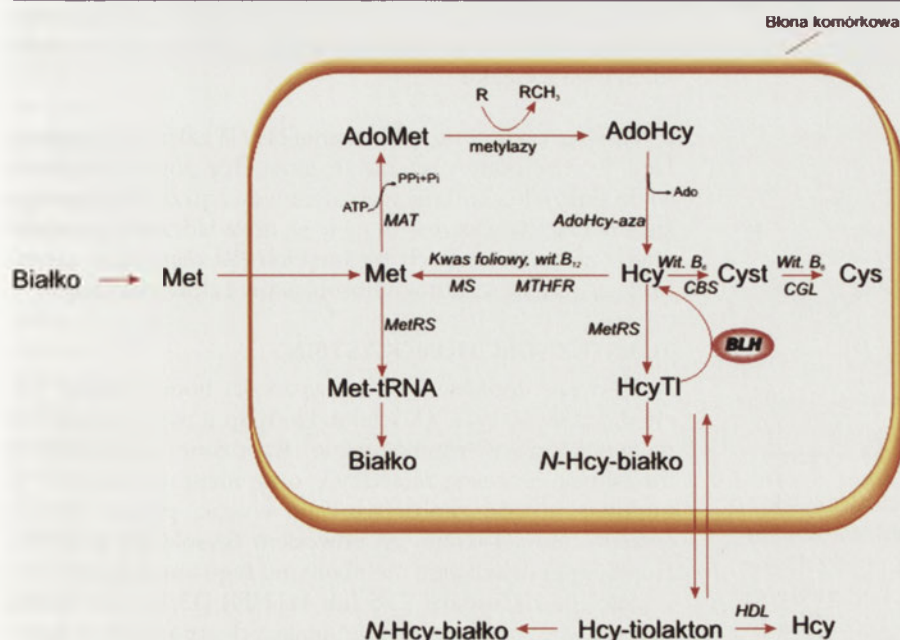 Błona komórkowa
R RCH₃
AdoMet AdoHcy
metylazy
PPi+Pi
ATP
MAT
Ado
AdoHcy-aza
Białko Met Met Kwas foliowy. wit.B₁₂ Hcy Wit. B₆ Cyst Wit. B₆ Cys
MS MTHFR CBS CGL
MetRS MetRS BLH
Met-tRNA HcyTl
Białko N-Hcy-białko
HDL
N-Hcy-białko Hcy-tiolakton Hcy